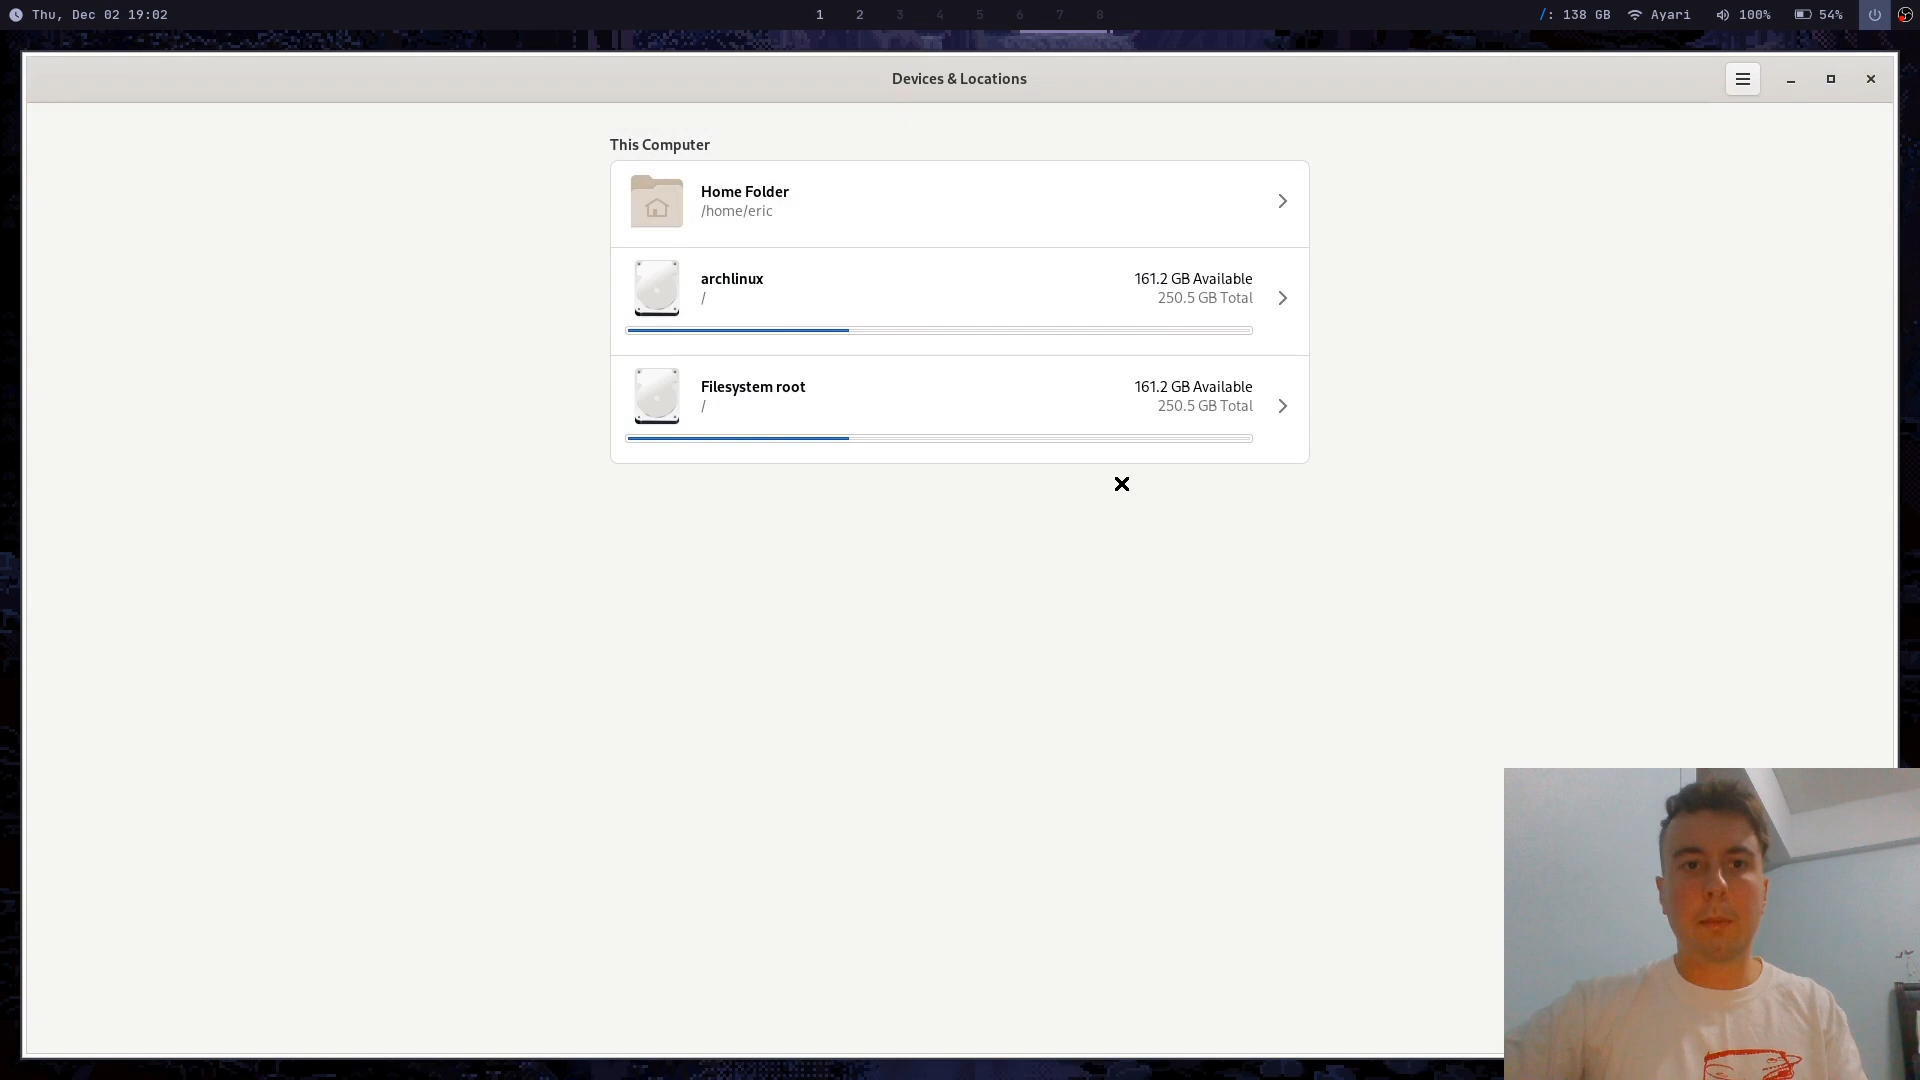 Thu, Dec 02 19:02
1 2 3 4 5 6 7 8
/: 138 GB Ayari 100% 54%
Devices & Locations
This Computer
Home Folder
/home/eric
archlinux
161.2 GB Available
/
250.5 GB Total
Filesystem root
161.2 GB Available
/
250.5 GB Total